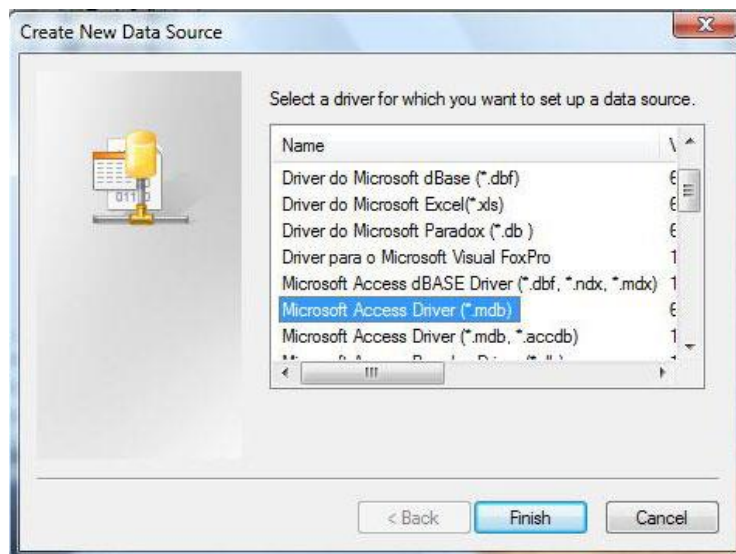 Create New Data Source
Select a driver for which you want to set up a data source.
Name
Driver do Microsoft dBase (*.dbf)
Driver do Microsoft Excel(*.xls)
Driver do Microsoft Paradox (*.db )
Driver para o Microsoft Visual FoxPro
Microsoft Access dBASE Driver (*.dbf, *.ndx, *.mdx) 1
Microsoft Access Driver (*.mdb)
Microsoft Access Driver (*.mdb, *.accdb) 1
< Back Finish Cancel